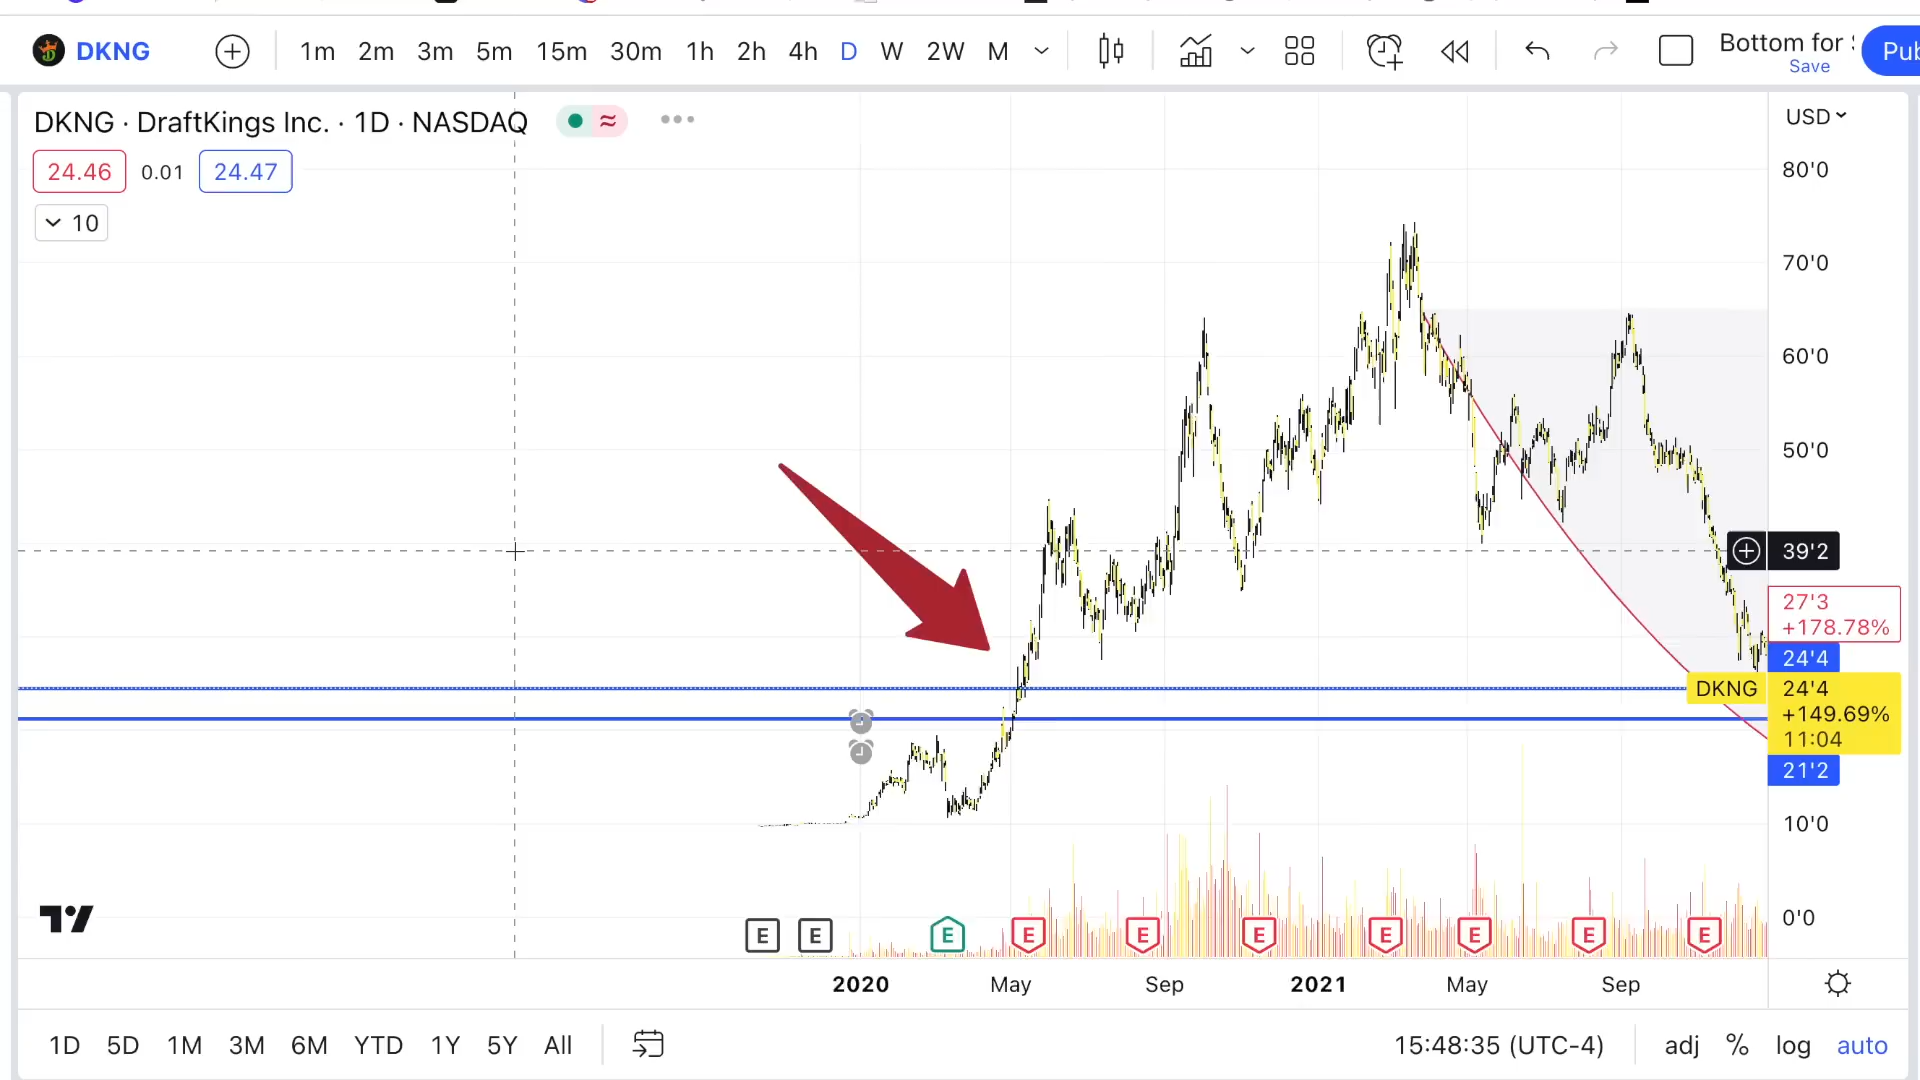 DKNG
1m 2m 3m 5m 15m 30m 1h 2h 4h D W 2W M
Bottom for
Save
Pub
DKNG · DraftKings Inc. · 1D · NASDAQ
USD
24.46 0.01 24.47
10
80'0
70'0
60'0
50'0
39'2
27'3
+178.78%
24'4
DKNG 24'4
+149.69%
11:04
21'2
10'0
0'0
E E E E E E E E E E
2020 May Sep 2021 May Sep
1D 5D 1M 3M 6M YTD 1Y 5Y All
15:48:35 (UTC-4) adj % log auto